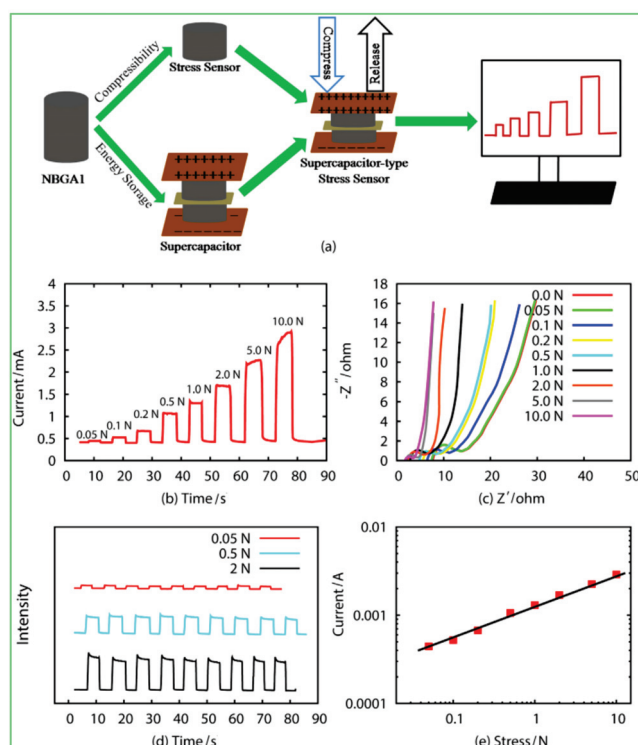 Compressibility
Stress Sensor
Compress
Release
NBGA1
Energy Storage
Supercapacitor
Supercapacitor-type
Stress Sensor
(a)
4
3.5
3
2.5
2
1.5
1
0.5
0
Current/mA
0.05 N
0.1 N
0.2 N
0.5 N
1.0 N
2.0 N
5.0 N
10.0 N
0 10 20 30 40 50 60 70 80 90
(b) Time/s
18
16
14
12
10
8
6
4
2
0
-Z″/ohm
0.0 N
0.05 N
0.1 N
0.2 N
0.5 N
1.0 N
2.0 N
5.0 N
10.0 N
0 10 20 30 40 50
(c) Z′/ohm
Intensity
0.05 N
0.5 N
2 N
0 10 20 30 40 50 60 70 80 90
(d) Time/s
0.01
0.001
0.0001
Current/A
0.1 1 10
(e) Stress/N